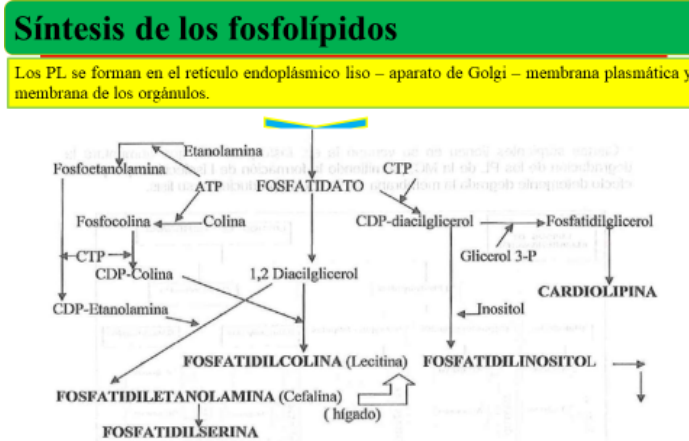 Síntesis de los fosfolípidos
Los PL se forman en el retículo endoplásmico liso – aparato de Golgi – membrana plasmática y
membrana de los orgánulos.
Etanolamina
Fosfoetanolamina
CTP
ATP
FOSFATIDATO
Fosfocolina
Colina
CDP-diacilglicerol
Fosfatidilglicerol
CTP
Glicerol 3-P
CDP-Colina
1,2 Diacilglicerol
CARDIOLIPINA
CDP-Etanolamina
Inositol
FOSFATIDILCOLINA (Lecitina)
FOSFATIDILINOSITOL
FOSFATIDILETANOLAMINA (Cefalina)
( hígado)
FOSFATIDILSERINA